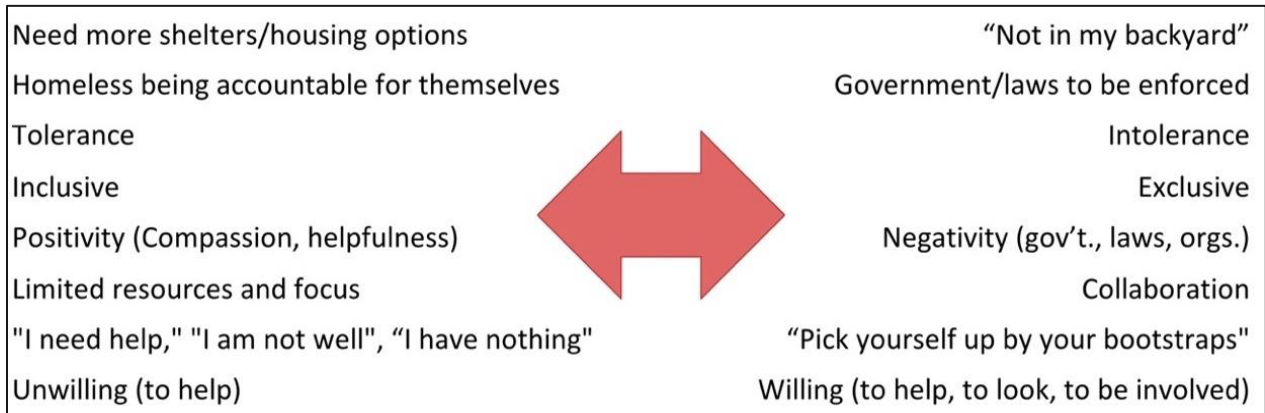 Need more shelters/housing options “Not in my backyard”
Homeless being accountable for themselves Government/laws to be enforced
Tolerance Intolerance
Inclusive Exclusive
Positivity (Compassion, helpfulness) Negativity (gov’t., laws, orgs.)
Limited resources and focus Collaboration
"I need help," "I am not well", “I have nothing" “Pick yourself up by your bootstraps"
Unwilling (to help) Willing (to help, to look, to be involved)